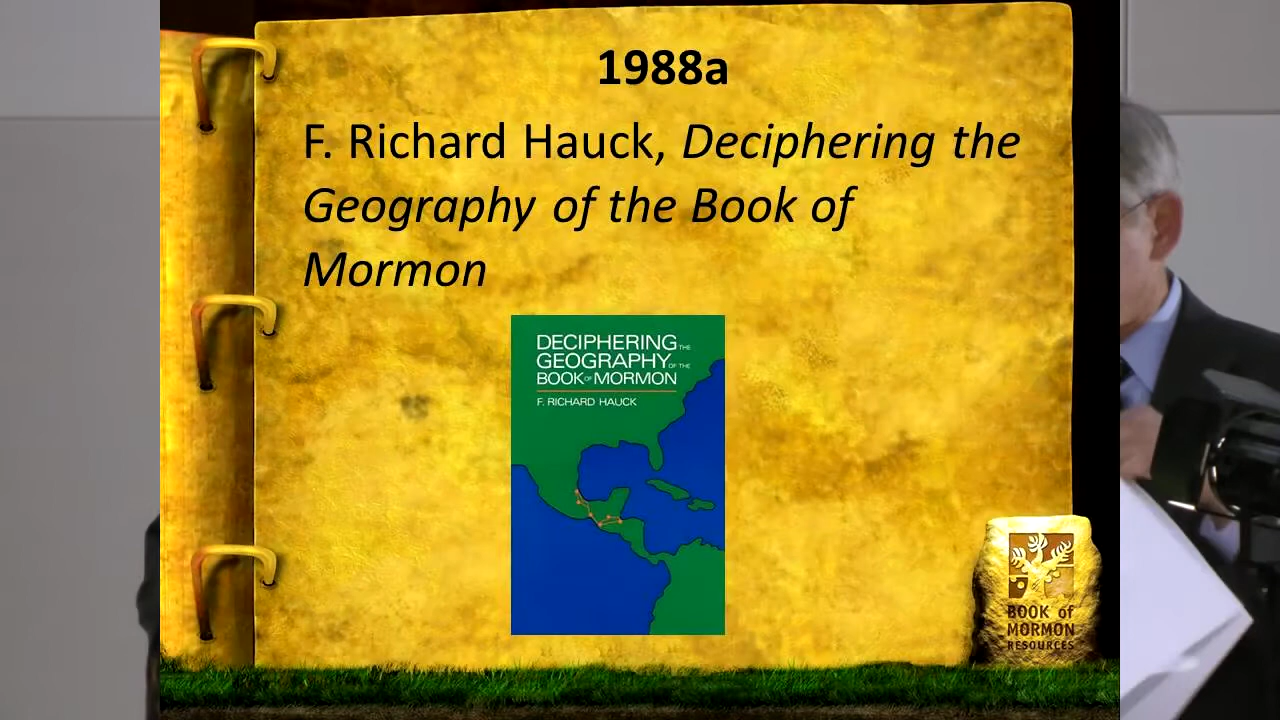 1988a
F. Richard Hauck, Deciphering the
Geography of the Book of
Mormon
DECIPHERING THE
GEOGRAPHY OF THE
BOOK OF MORMON
F. RICHARD HAUCK
BOOK of
MORMON
RESOURCES